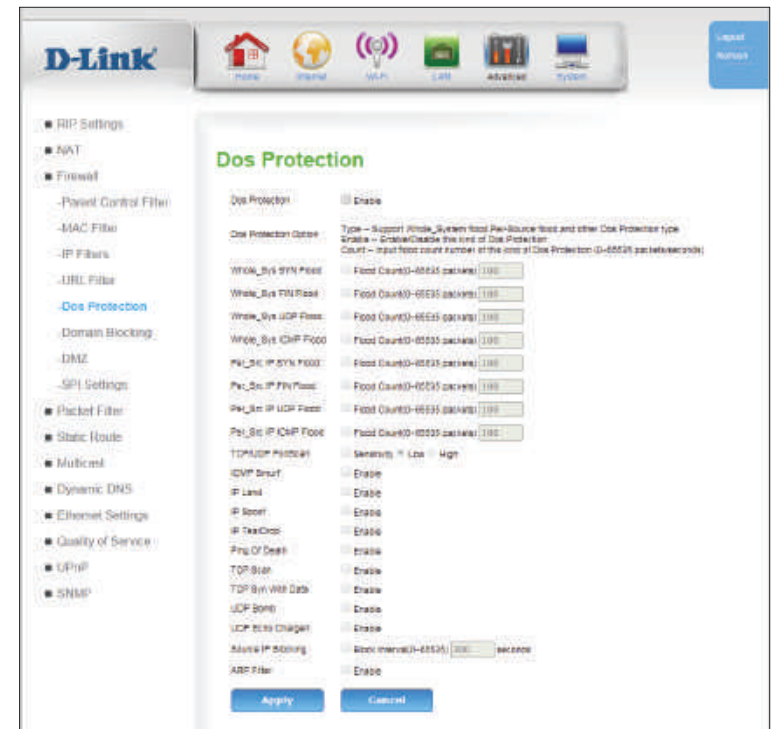 D-Link
Home Internet Wi-Fi LAN Advanced System
Logout
■ RIP Settings
■ NAT
■ Firewall
-Parent Control Filter
-MAC Filter
-IP Filters
-URL Filter
-Dos Protection
-Domain Blocking
-DMZ
-SPI Settings
■ Packet Filter
■ Static Route
■ Multicast
■ Dynamic DNS
■ Ethernet Settings
■ Quality of Service
■ UPnP
■ SNMP
Dos Protection
Dos Protection Enable
Dos Protection Option
Type -- Support Whole_System flood Per-Source flood and other Dos Protection type
Enable -- Enable/Disable this kind of Dos Protection
Count -- Input flood count number of this kind of Dos Protection (0~65535 packets/seconds)
Whole_Sys SYN Flood Flood Count(0~65535 packets) 100
Whole_Sys FIN Flood Flood Count(0~65535 packets) 100
Whole_Sys UDP Flood Flood Count(0~65535 packets) 100
Whole_Sys ICMP Flood Flood Count(0~65535 packets) 100
Per_Src IP SYN Flood Flood Count(0~65535 packets) 100
Per_Src IP FIN Flood Flood Count(0~65535 packets) 100
Per_Src IP UDP Flood Flood Count(0~65535 packets) 100
Per_Src IP ICMP Flood Flood Count(0~65535 packets) 100
TCP/UDP PortScan Sensitivity Low High
ICMP Smurf Enable
IP Land Enable
IP Spoof Enable
IP TearDrop Enable
Ping Of Death Enable
TCP Scan Enable
TCP Syn With Data Enable
UDP Bomb Enable
UDP Echo Chargen Enable
Source IP Blocking Block Interval(0~65535) seconds
ARP Filter Enable
Apply Cancel